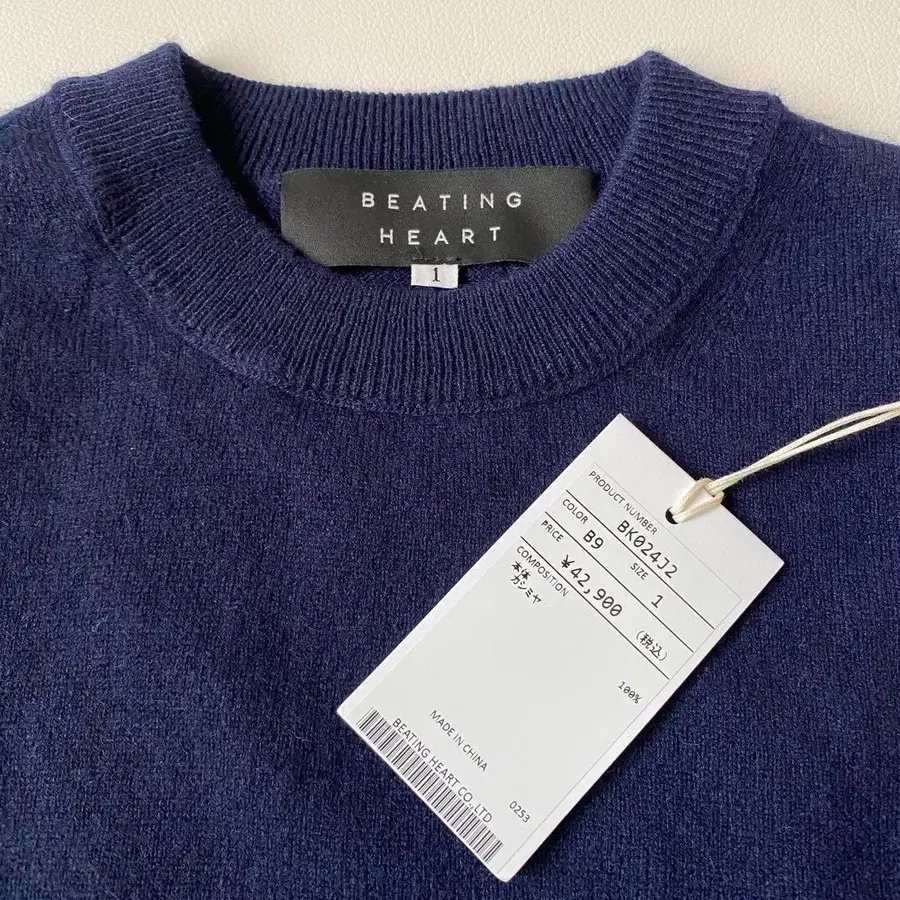 BEATING
HEART
1
PRODUCT NUMBER
BK024J2
COLOR
B9
SIZE
1
PRICE
¥42,900
(税込)
COMPOSITION
本体
カシミヤ
100%
MADE IN CHINA
BEATING HEART CO.,LTD
0253